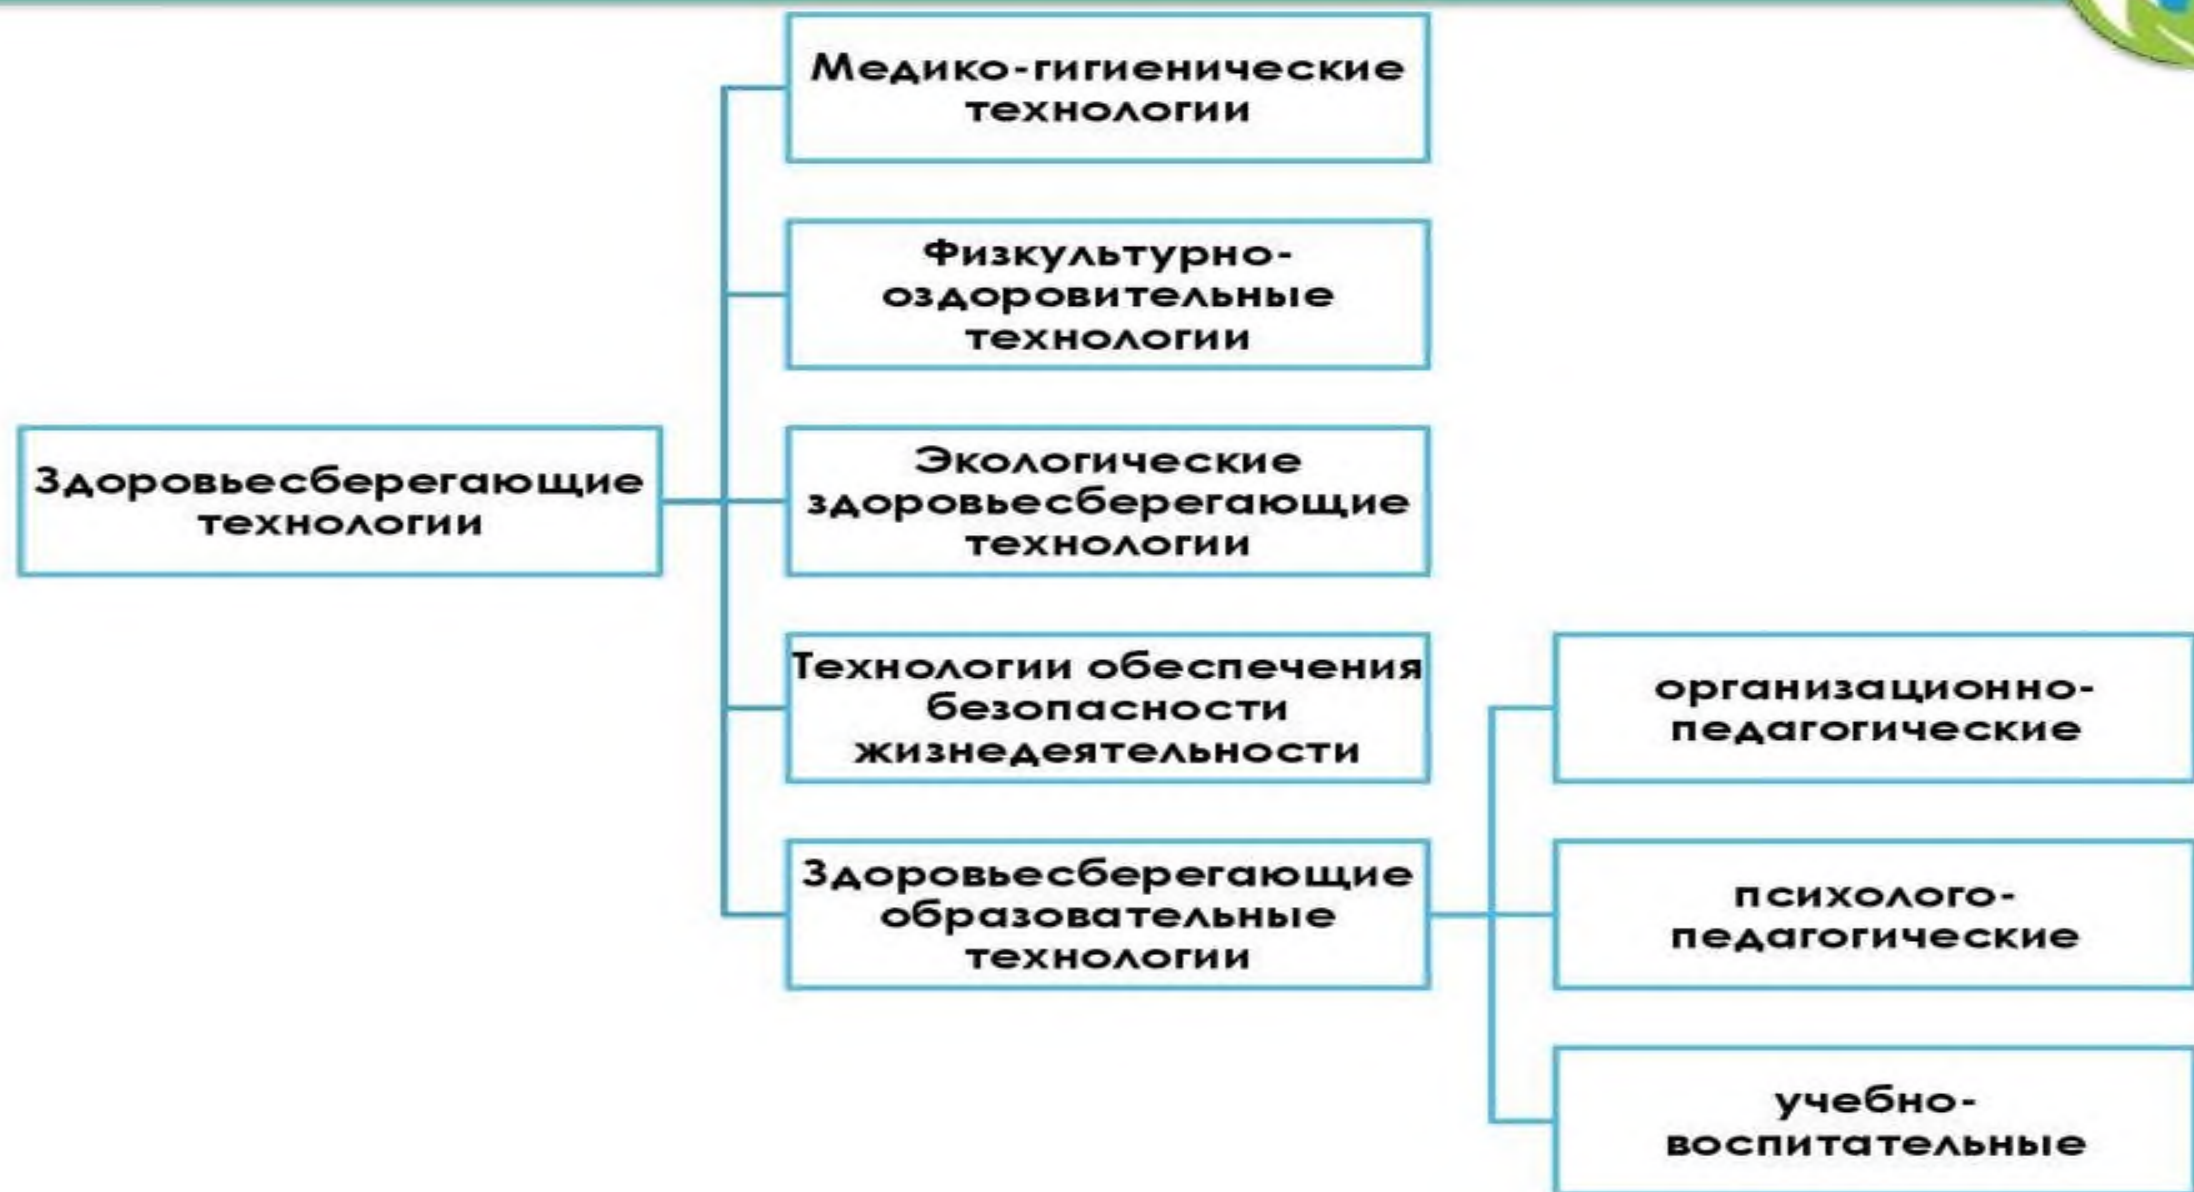 Медико-гигиенические
технологии
Физкультурно-
оздоровительные
технологии
Здоровьесберегающие
технологии
Экологические
здоровьесберегающие
технологии
Технологии обеспечения
безопасности
жизнедеятельности
Здоровьесберегающие
образовательные
технологии
организационно-
педагогические
психолого-
педагогические
учебно-
воспитательные